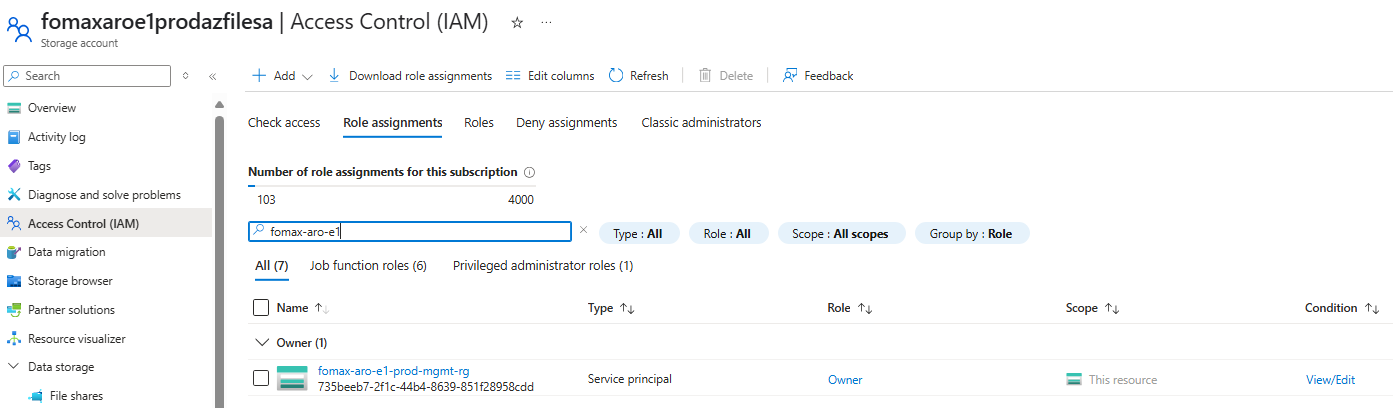 fomaxaroe1prodazfilesa | Access Control (IAM) ☆ ···
Storage account
Search
Add
Download role assignments
Edit columns
Refresh
Delete
Feedback
Overview
Activity log
Tags
Diagnose and solve problems
Access Control (IAM)
Data migration
Storage browser
Partner solutions
Resource visualizer
Data storage
File shares
Check access Role assignments Roles Deny assignments Classic administrators
Number of role assignments for this subscription
103 4000
fomax-aro-e1 Type : All Role : All Scope : All scopes Group by : Role
All (7) Job function roles (6) Privileged administrator roles (1)
Name Type Role Scope Condition
Owner (1)
fomax-aro-e1-prod-mgmt-rg
735beeb7-2f1c-44b4-8639-851f28958cdd
Service principal Owner This resource View/Edit